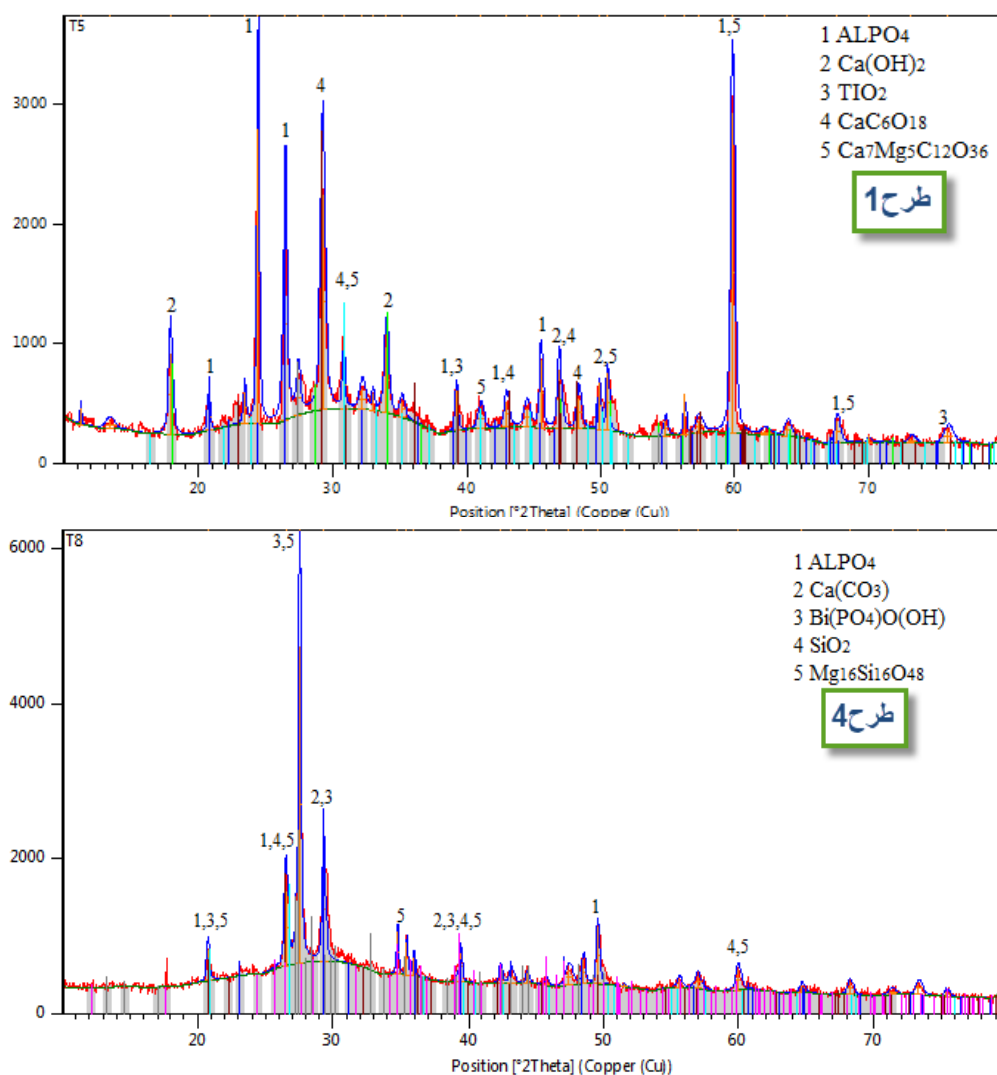 T5
1 ALPO4
2 Ca(OH)2
3 TIO2
4 CaC6O18
5 Ca7Mg5C12O36
طرح1
3000
2000
1000
0
1
1
4
1,5
2
1
4,5
2
1,3
5
1,4
1
2,4
4
2,5
1,5
3
20 30 40 50 60 70
Position [°2Theta] (Copper (Cu))
T8
1 ALPO4
2 Ca(CO3)
3 Bi(PO4)O(OH)
4 SiO2
5 Mg16Si16O48
طرح4
6000
4000
2000
0
3,5
2,3
1,4,5
1,3,5
5
2,3,4,5
1
4,5
20 30 40 50 60 70
Position [°2Theta] (Copper (Cu))